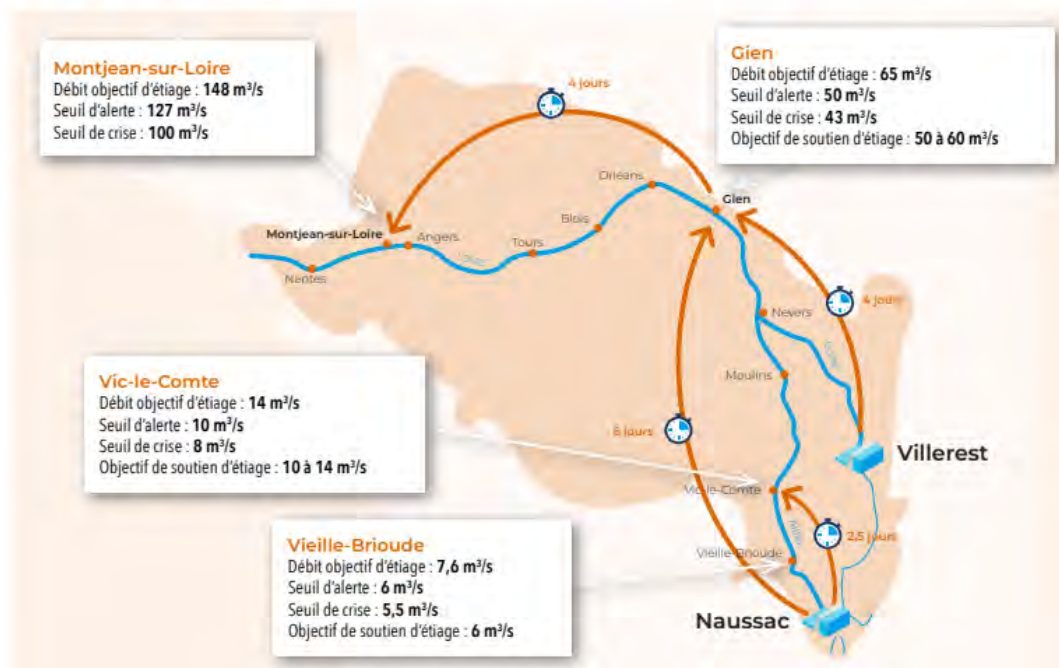 Montjean-sur-Loire
Débit objectif d'étiage : 148 m³/s
Seuil d'alerte : 127 m³/s
Seuil de crise : 100 m³/s
4 jours
Gien
Débit objectif d'étiage : 65 m³/s
Seuil d'alerte : 50 m³/s
Seuil de crise : 43 m³/s
Objectif de soutien d'étiage : 50 à 60 m³/s
Orléans
Gien
Blois
Montjean-sur-Loire
Angers
Tours
Loire
Nantes
Nevers
4 jours
Loire
Moulins
Vic-le-Comte
Débit objectif d'étiage : 14 m³/s
Seuil d'alerte : 10 m³/s
Seuil de crise : 8 m³/s
Objectif de soutien d'étiage : 10 à 14 m³/s
Villerest
Vic-le-Comte
Allier
2,5 jours
Vieille-Brioude
Vieille-Brioude
Débit objectif d'étiage : 7,6 m³/s
Seuil d'alerte : 6 m³/s
Seuil de crise : 5,5 m³/s
Objectif de soutien d'étiage : 6 m³/s
Naussac